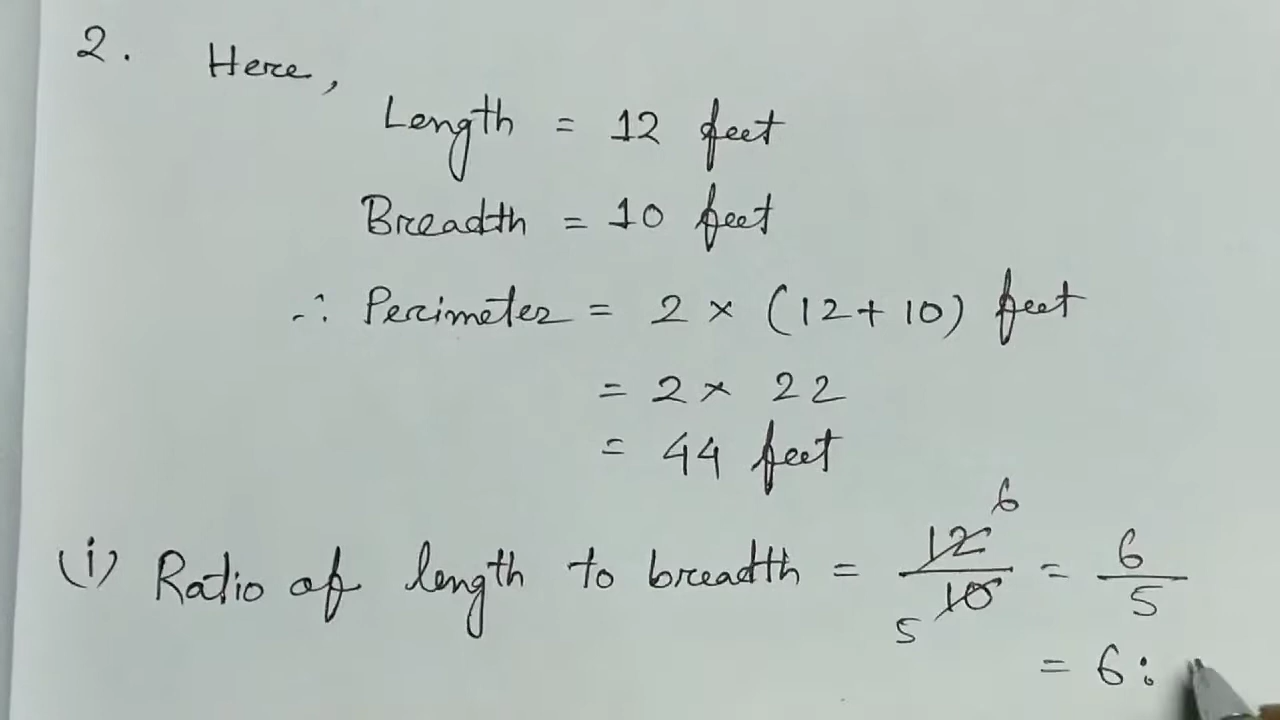 2. Here,
Length = 12 feet
Breadth = 10 feet
∴ Perimeter = 2 × (12+10) feet
= 2 × 22
= 44 feet
6
(i) Ratio of length to breadth = 12/10 = 6/5
5
= 6: